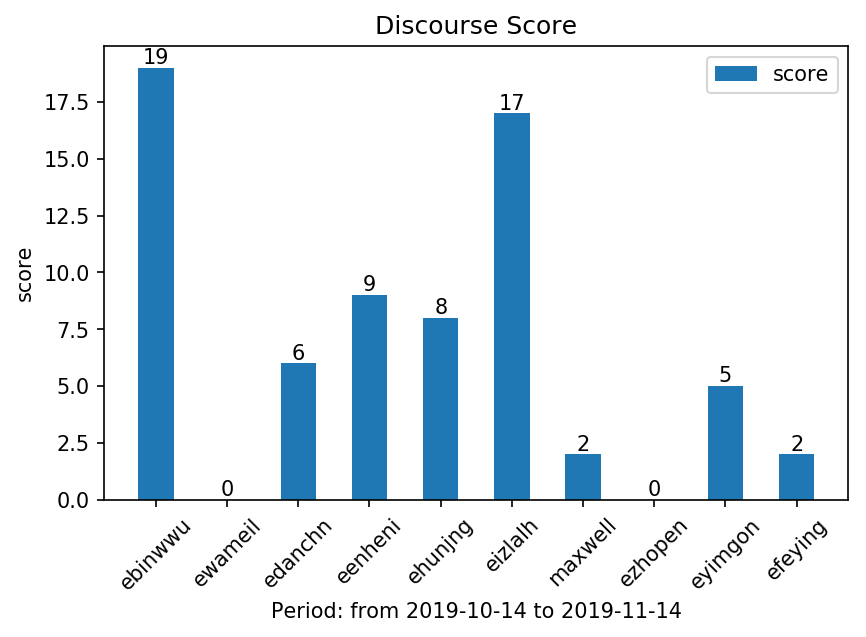 Discourse Score
score
19
0
6
9
8
17
2
0
5
2
17.5
15.0
12.5
10.0
7.5
5.0
2.5
0.0
score
ebinwwu
ewameil
edanchn
eenheni
ehunjng
eizlalh
maxwell
ezhopen
eyimgon
efeying
Period: from 2019-10-14 to 2019-11-14